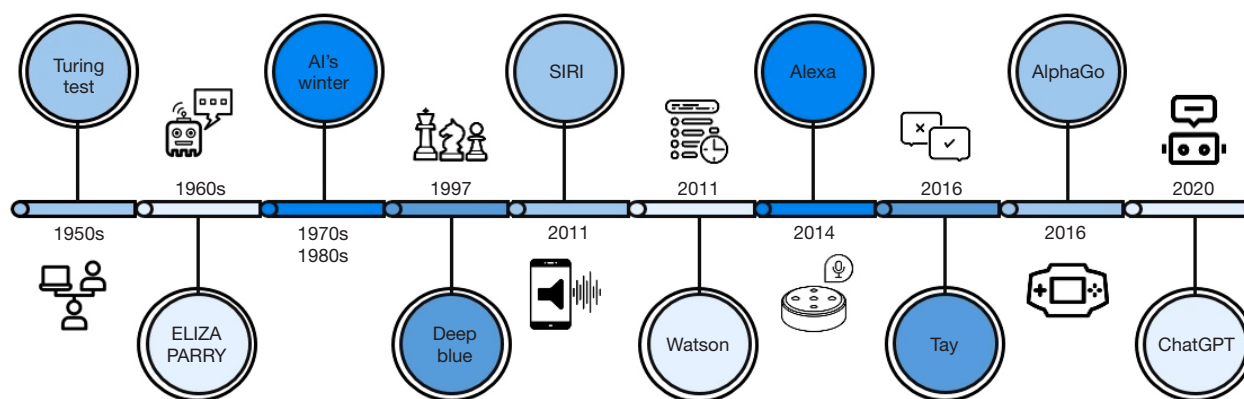 Turing
test
AI's
winter
SIRI
Alexa
AlphaGo
1960s
1997
2011
2016
2020
1950s
1970s
1980s
2011
2014
2016
ELIZA
PARRY
Deep
blue
Watson
Tay
ChatGPT